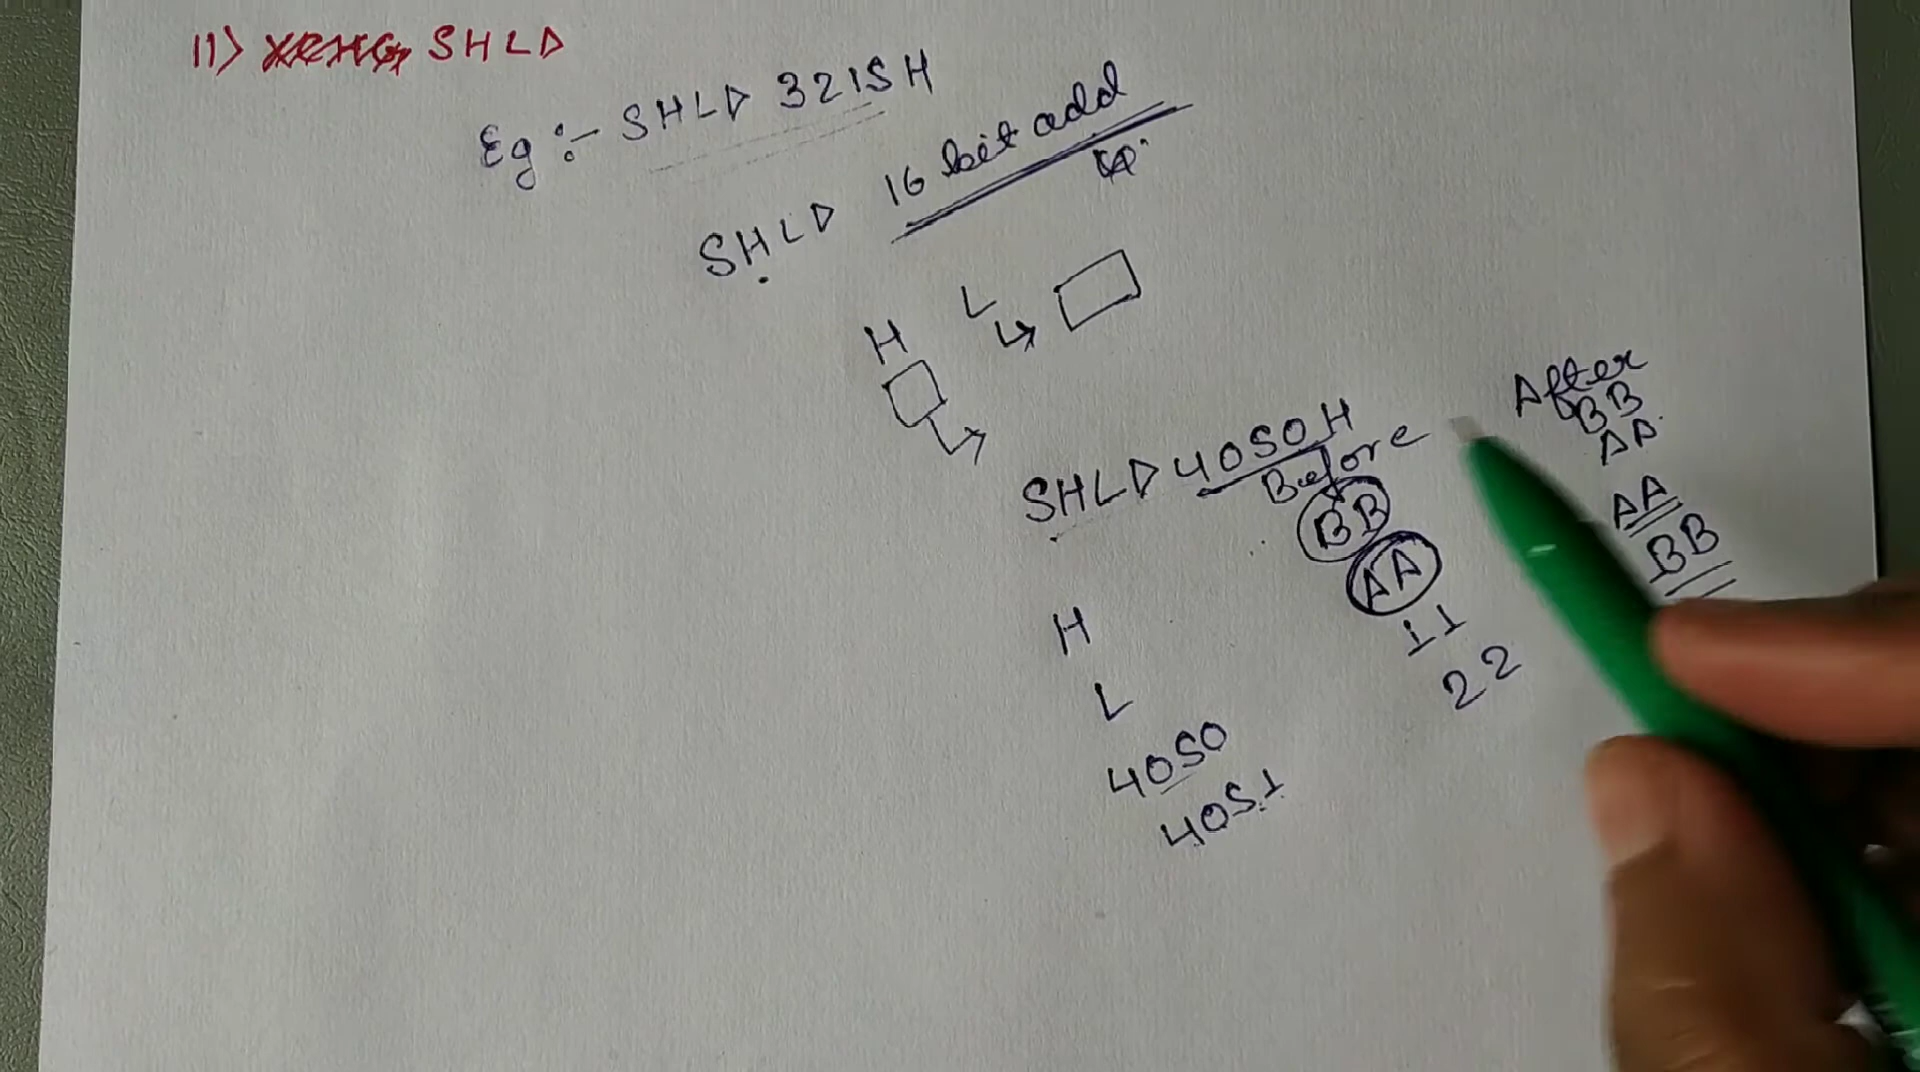 11) SHLD
Eg :- SHLD 3215H
SHLD 16 bit add
H L
SHLD 4050H
Before After
H BB BB
L AA AA
4050 11 AA
4051 22 BB